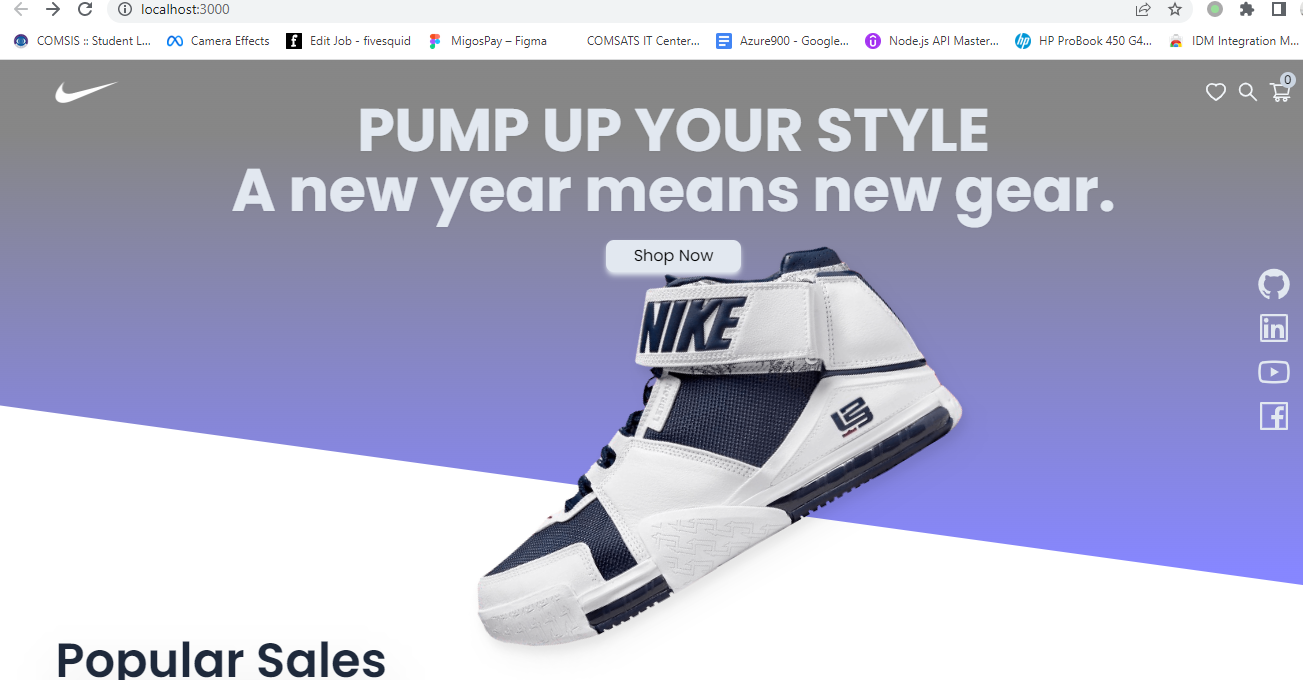 localhost:3000
COMSIS :: Student L...
Camera Effects
Edit Job - fivesquid
MigosPay – Figma
COMSATS IT Center...
Azure900 - Google...
Node.js API Master...
HP ProBook 450 G4...
IDM Integration M...
0
PUMP UP YOUR STYLE
A new year means new gear.
Shop Now
NIKE
Popular Sales